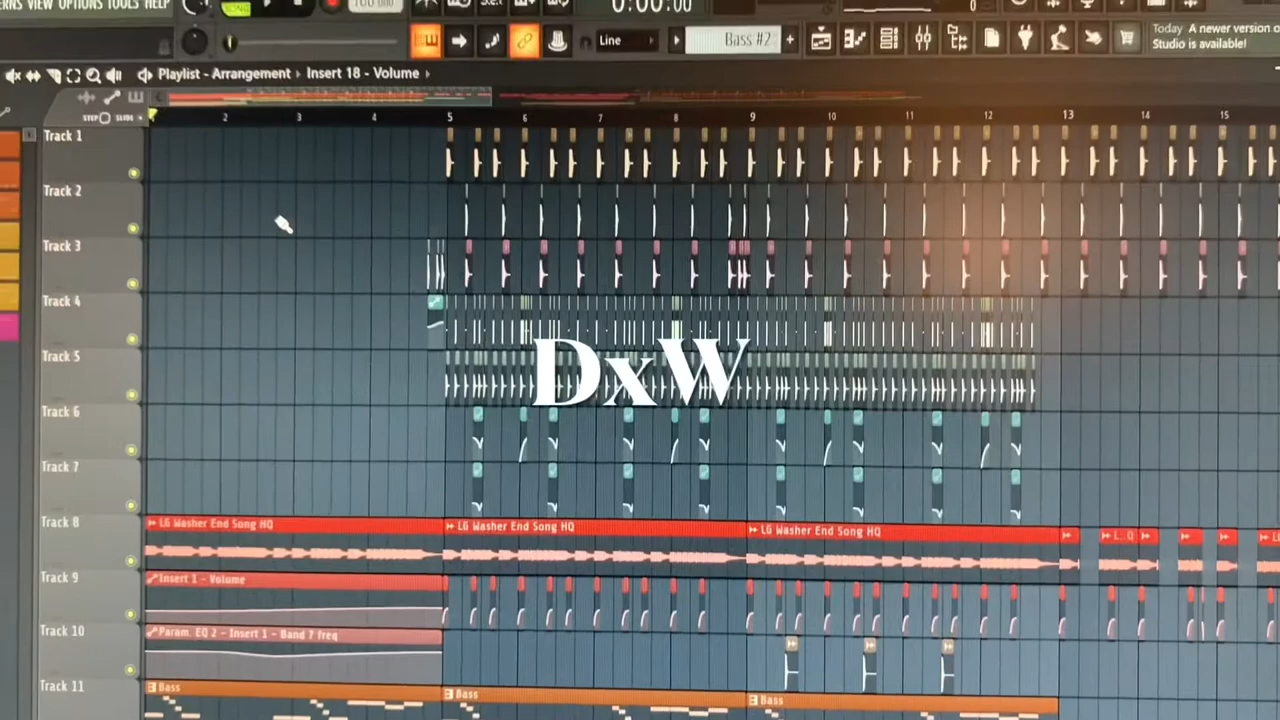 RNS VIEW OPTIONS TOOLS HELP
SONG
0:00:00
Line
Bass #2
Today A newer version o
Studio is available!
Playlist - Arrangement › Insert 18 - Volume ›
STEP SLIDE
2 3 4 5 6 7 8 9 10 11 12 13 14 15
Track 1
Track 2
Track 3
Track 4
Track 5
DxW
Track 6
Track 7
Track 8
LG Washer End Song HQ
LG Washer End Song HQ
LG Washer End Song HQ
L..Q
Track 9
Insert 1 - Volume
Track 10
Param. EQ 2 - Insert 1 - Band 7 freq
Track 11
Bass
Bass
Bass